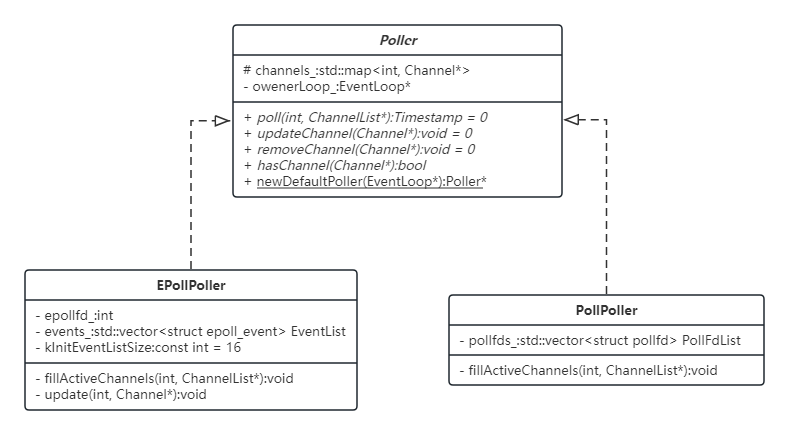 Poller
# channels_:std::map<int, Channel*>
- owenerLoop_:EventLoop*
+ poll(int, ChannelList*):Timestamp = 0
+ updateChannel(Channel*):void = 0
+ removeChannel(Channel*):void = 0
+ hasChannel(Channel*):bool
+ newDefaultPoller(EventLoop*):Poller*
EPollPoller
- epollfd_:int
- events_:std::vector<struct epoll_event> EventList
- kInitEventListSize:const int = 16
- fillActiveChannels(int, ChannelList*):void
- update(int, Channel*):void
PollPoller
- pollfds_:std::vector<struct pollfd> PollFdList
- fillActiveChannels(int, ChannelList*):void